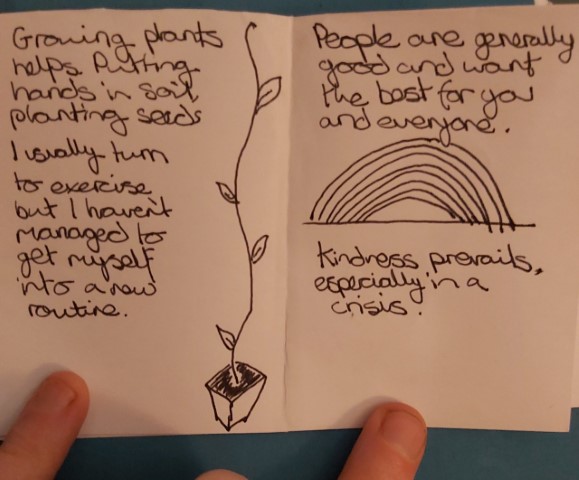 Growing plants
helps. Putting
hands in soil,
planting seeds
I usually turn
to exercise
but I haven't
managed to
get myself
into a new
routine.
People are generally
good and want
the best for you
and everyone.
Kindness prevails,
especially in a
crisis.